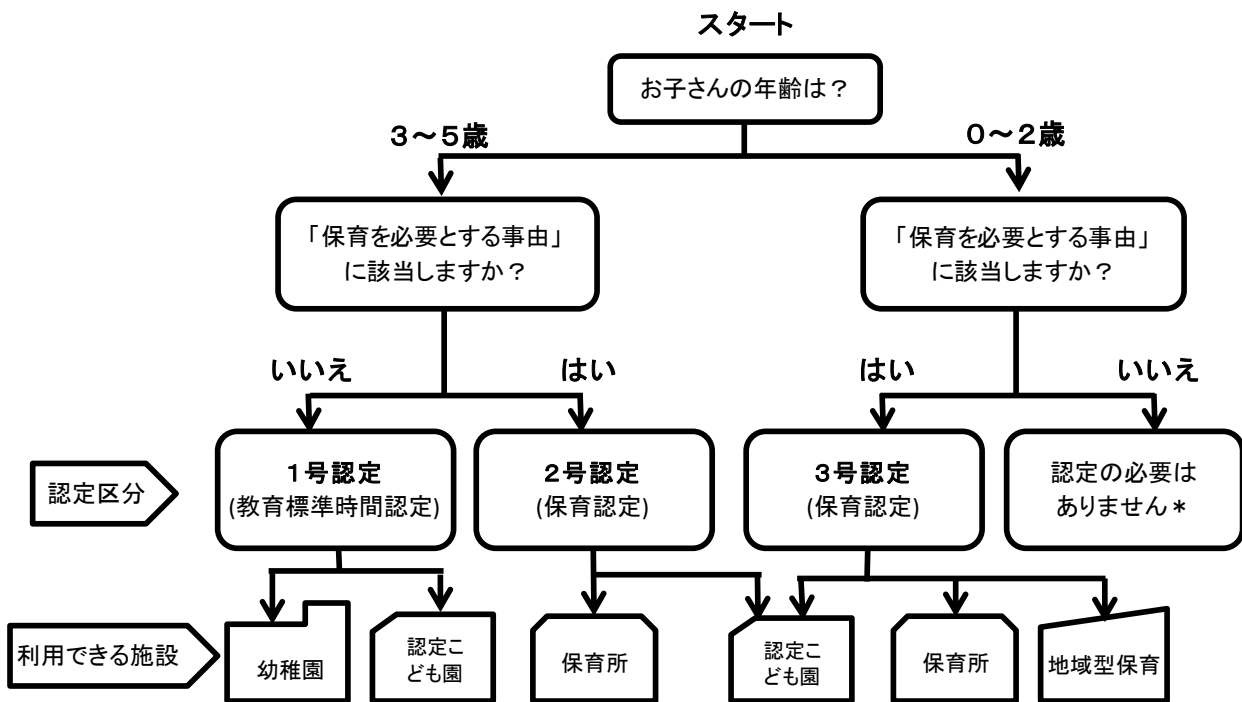 スタート
お子さんの年齢は？
３～５歳
０～２歳
「保育を必要とする事由」
に該当しますか？
「保育を必要とする事由」
に該当しますか？
いいえ
はい
はい
いいえ
認定区分
１号認定
(教育標準時間認定)
２号認定
(保育認定)
３号認定
(保育認定)
認定の必要は
ありません＊
利用できる施設
幼稚園
認定こ
ども園
保育所
認定こ
ども園
保育所
地域型保育